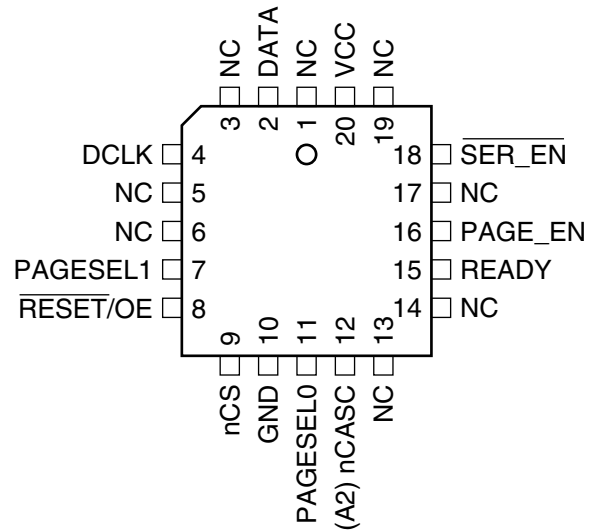 NC
DATA
NC
VCC
NC
3
2
1
20
19
DCLK 4
NC 5
NC 6
PAGESEL1 7
RESET/OE 8
18 SER_EN
17 NC
16 PAGE_EN
15 READY
14 NC
9
10
11
12
13
nCS
GND
PAGESEL0
(A2) nCASC
NC